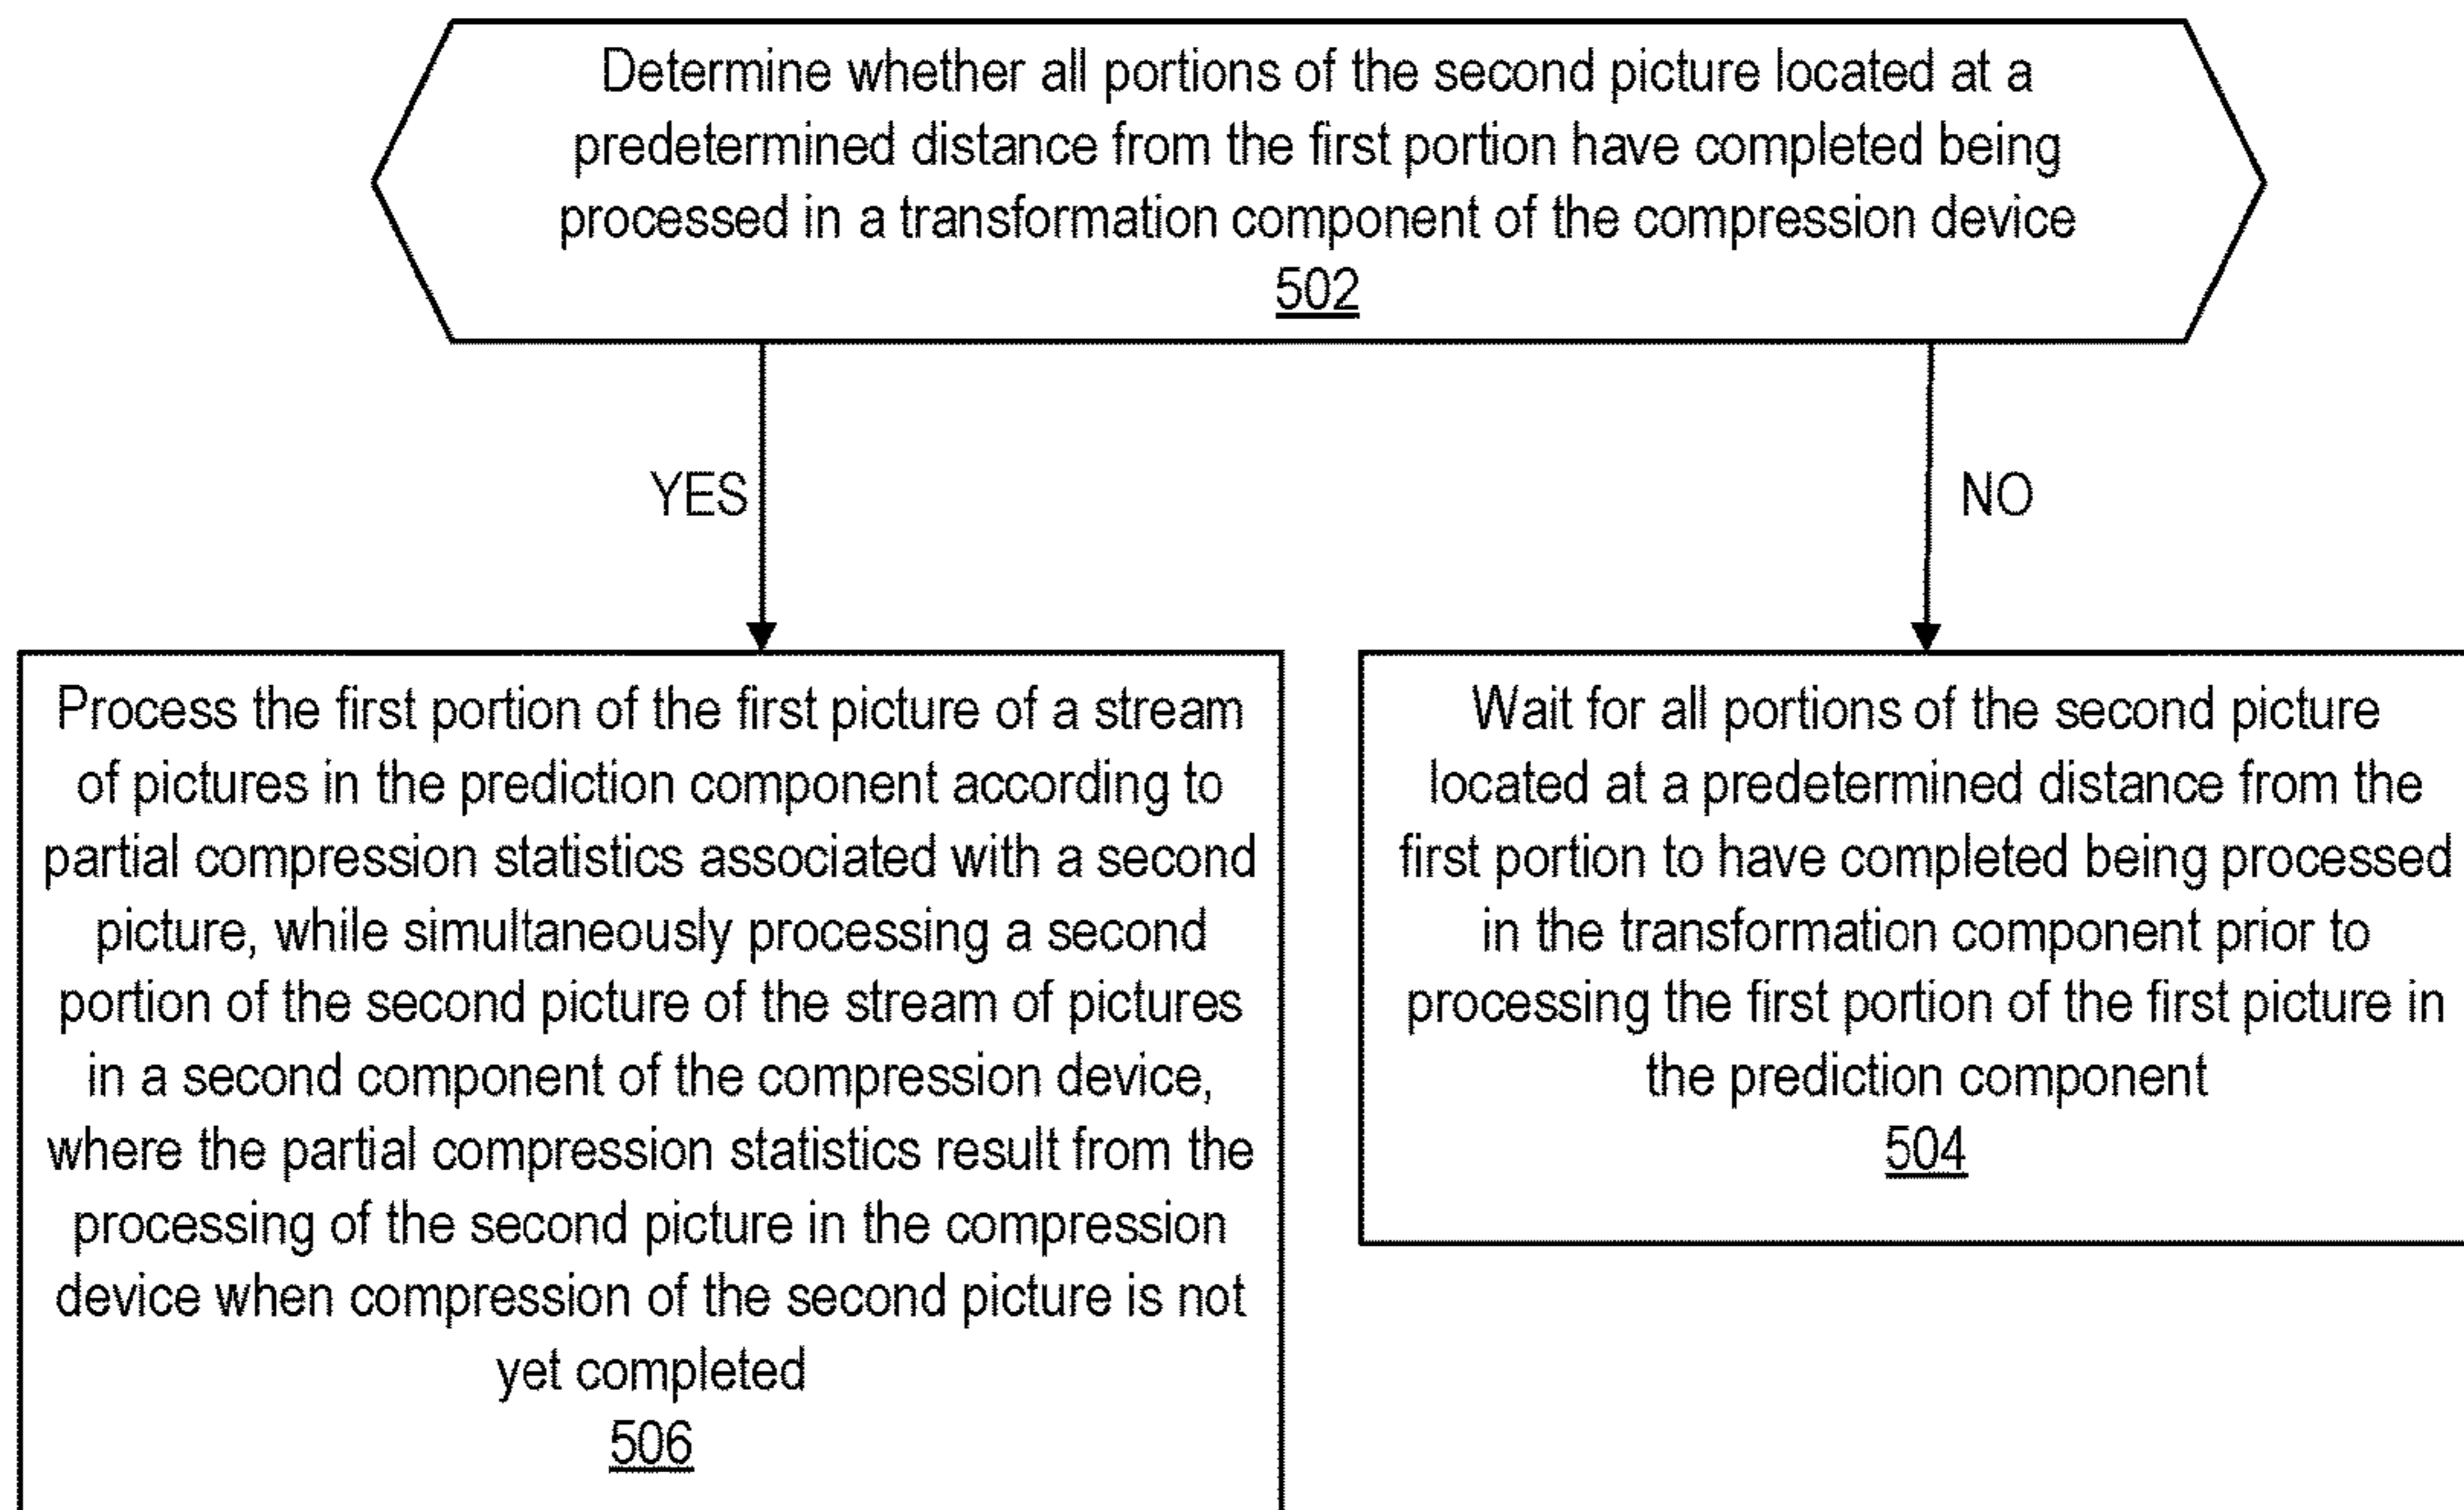 Determine whether all portions of the second picture located at a
predetermined distance from the first portion have completed being
processed in a transformation component of the compression device
502
YES
NO
Process the first portion of the first picture of a stream
of pictures in the prediction component according to
partial compression statistics associated with a second
picture, while simultaneously processing a second
portion of the second picture of the stream of pictures
in a second component of the compression device,
where the partial compression statistics result from the
processing of the second picture in the compression
device when compression of the second picture is not
yet completed
506
Wait for all portions of the second picture
located at a predetermined distance from the
first portion to have completed being processed
in the transformation component prior to
processing the first portion of the first picture in
the prediction component
504